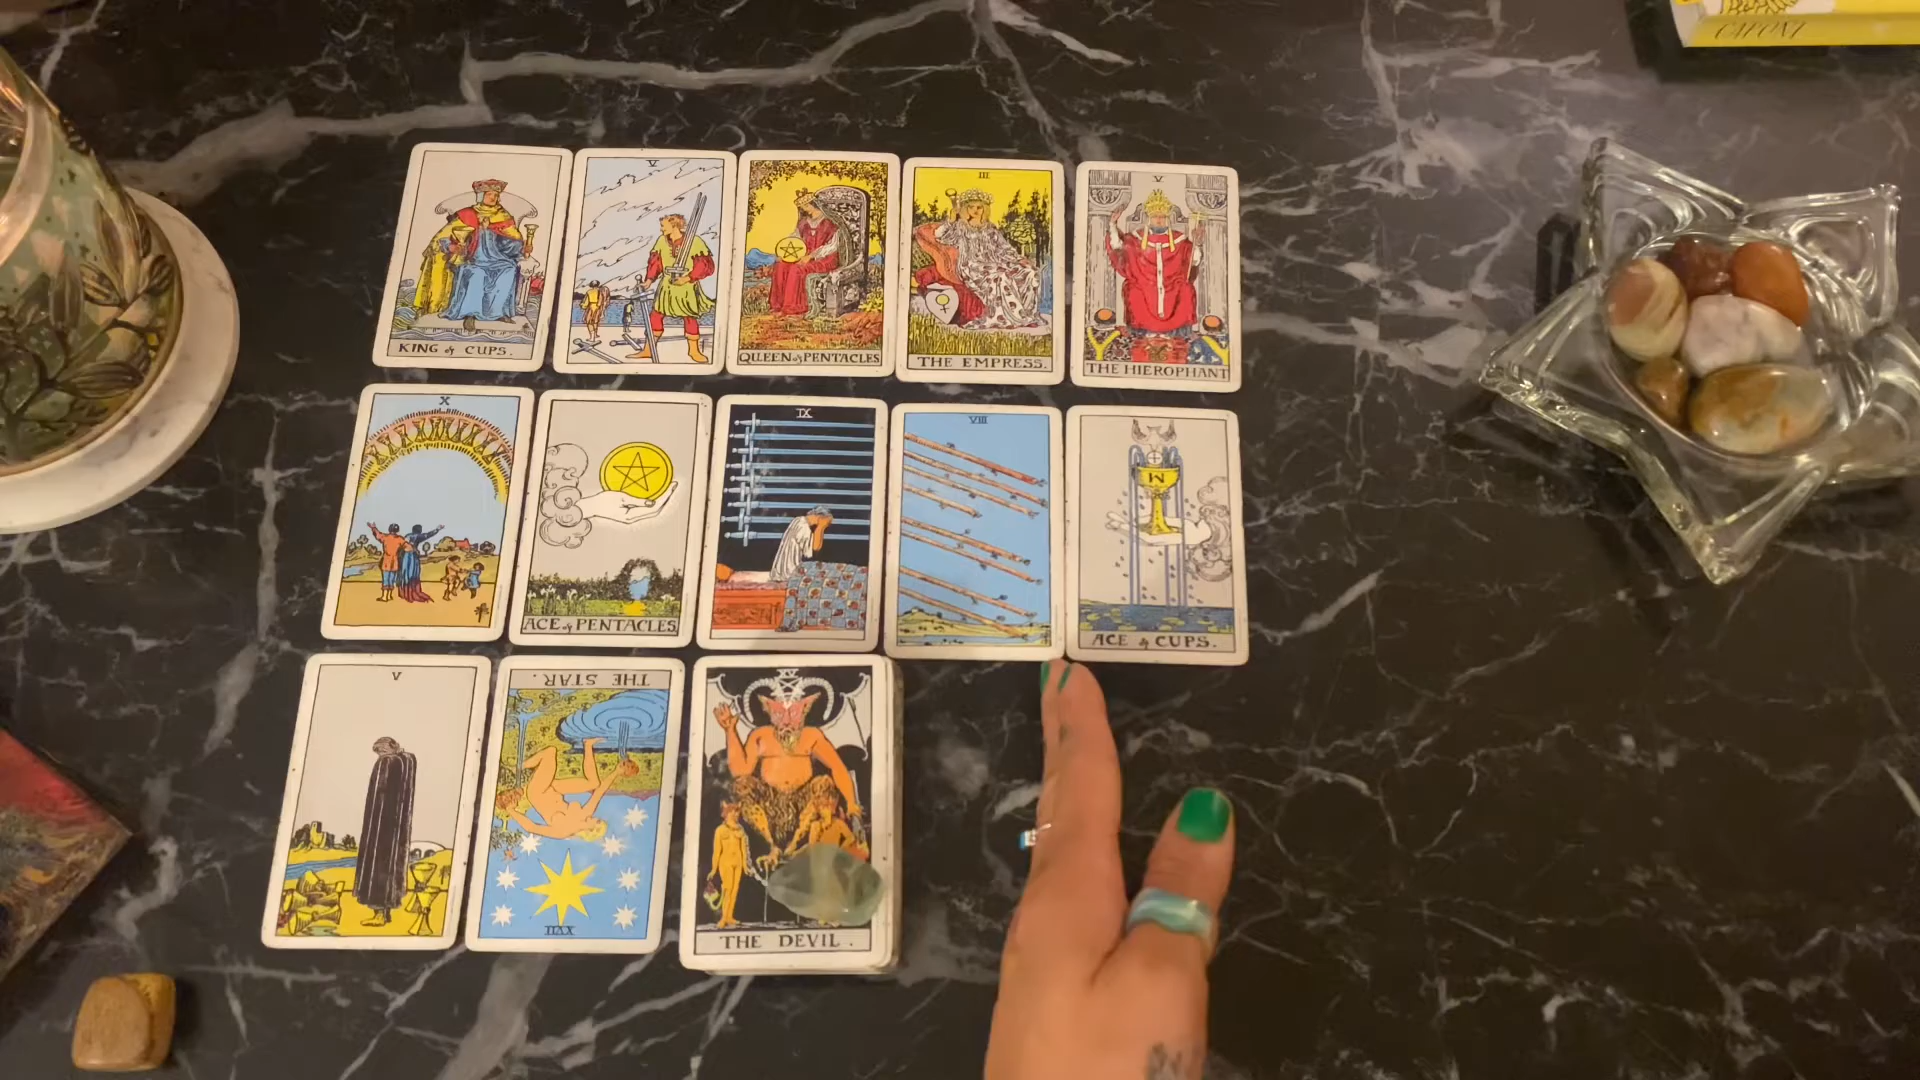 KING of CUPS.
V
QUEEN of PENTACLES
III
THE EMPRESS.
V
THE HIEROPHANT
X
ACE of PENTACLES
IX
VIII
ACE of CUPS.
V
THE STAR.
XVII
XV
THE DEVIL.